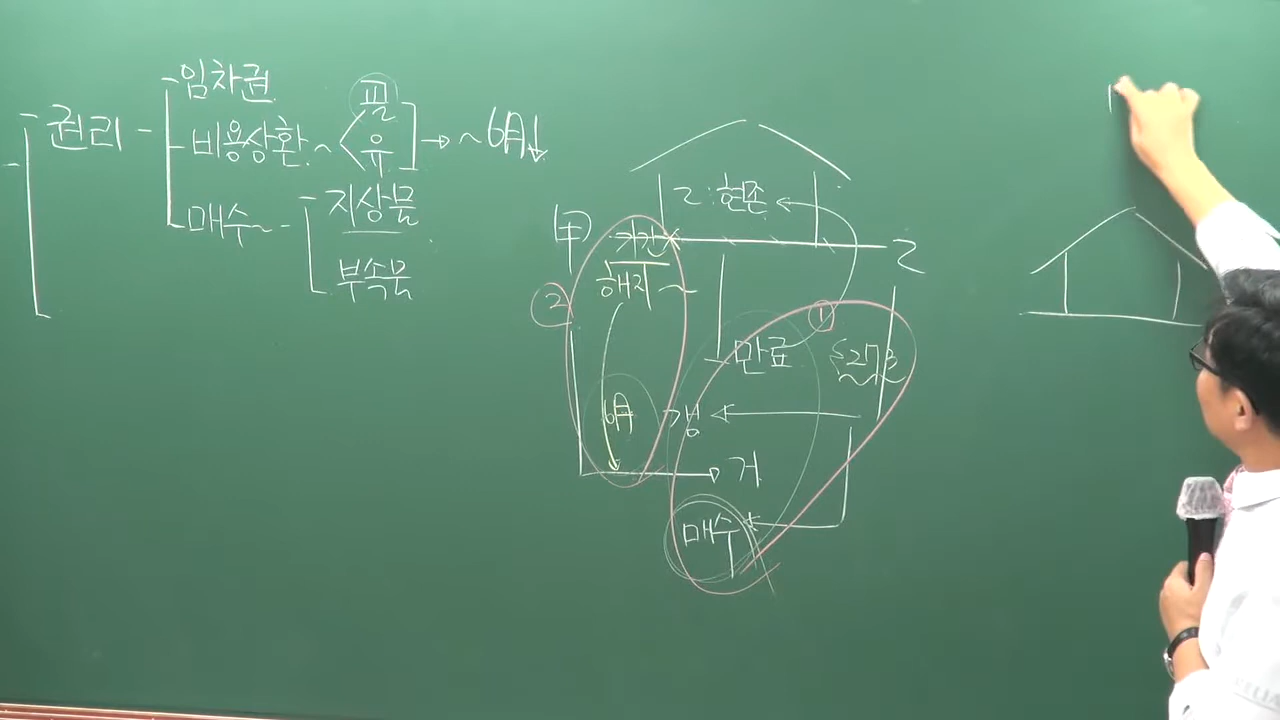 권리
임차권
비용상환~
필
유
→ ~6月↓
매수~
지상물
부속물
甲
기간
乙
乙:현존
해지~
②
6月
만료
①
갱
거
매수